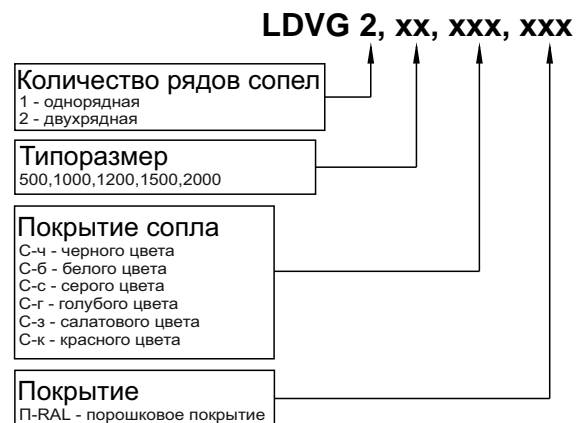 LDVG 2, xx, xxx, xxx
Количество рядов сопел
1 - однорядная
2 - двухрядная
Типоразмер
500,1000,1200,1500,2000
Покрытие сопла
С-ч - черного цвета
С-б - белого цвета
С-с - серого цвета
С-г - голубого цвета
С-з - салатового цвета
С-к - красного цвета
Покрытие
П-RAL - порошковое покрытие